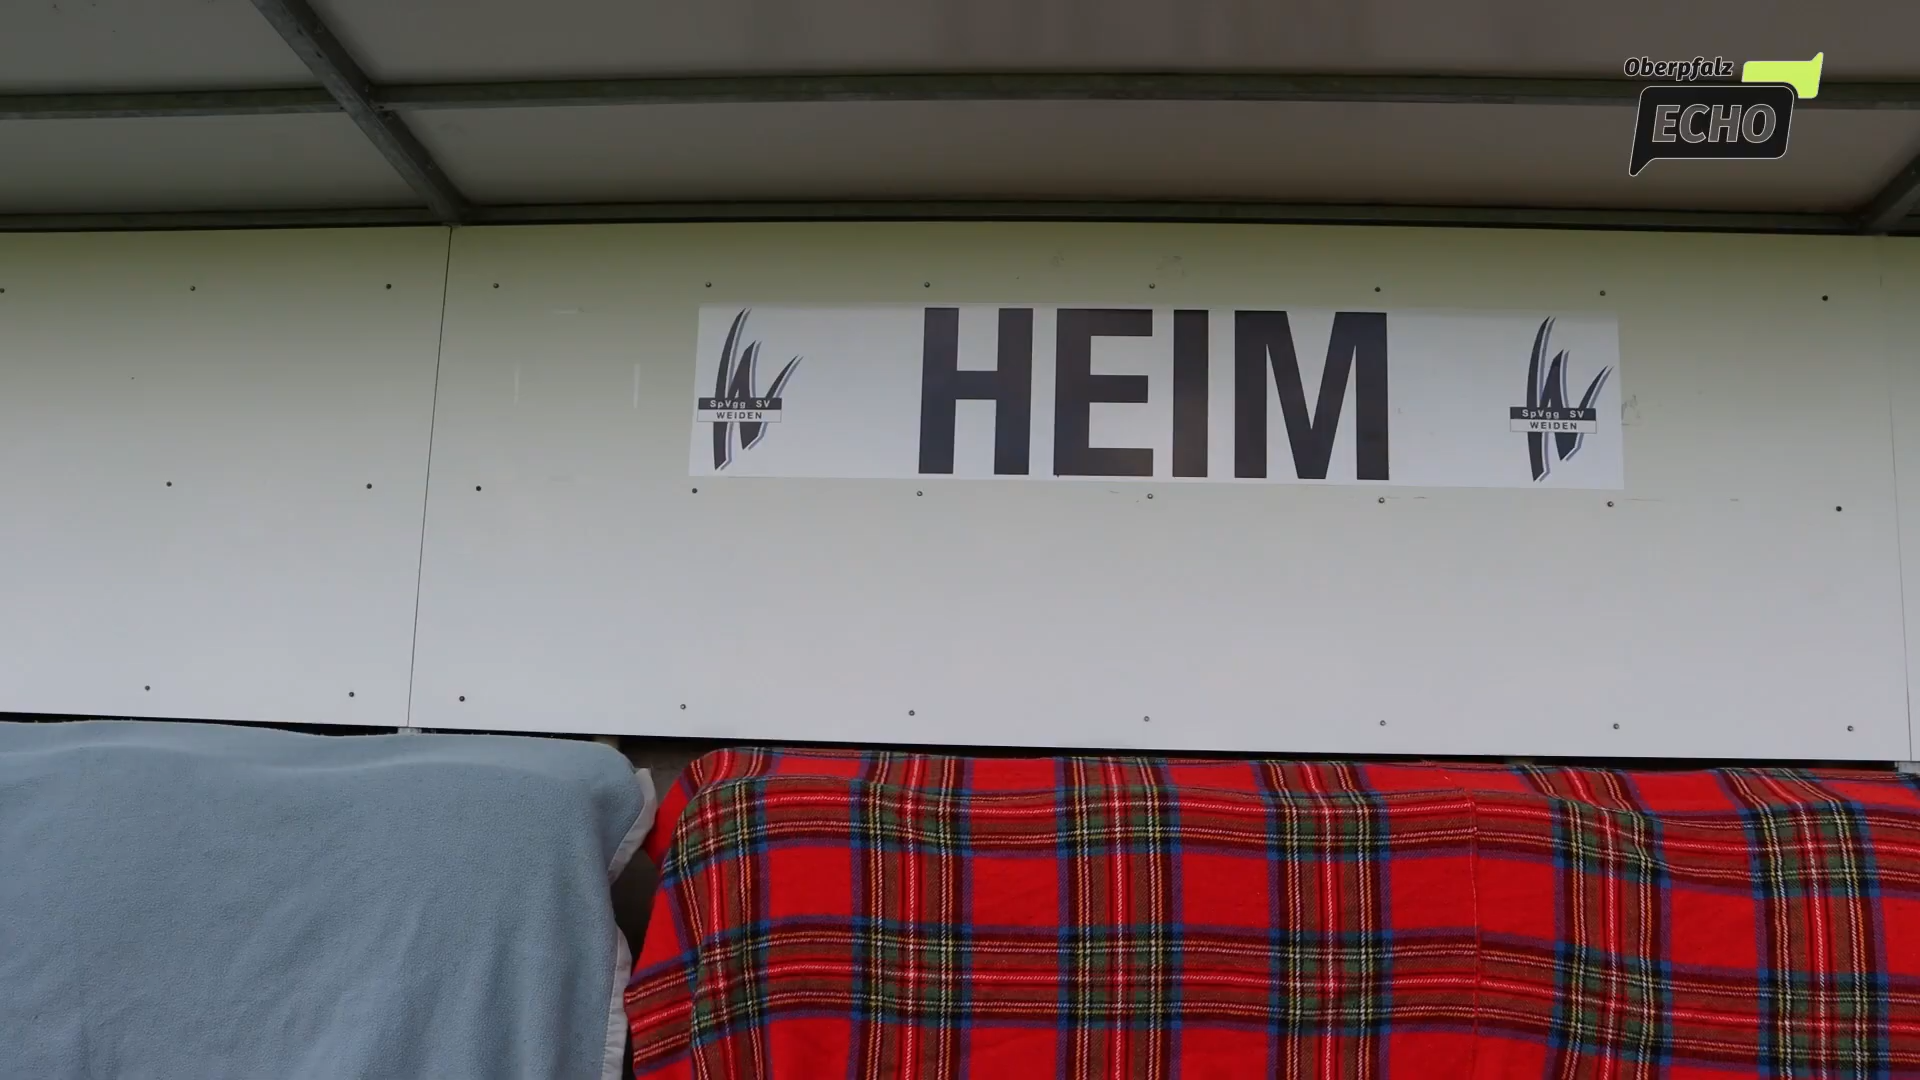 Oberpfalz
ECHO
HEIM
SpVgg SV
WEIDEN
SpVgg SV
WEIDEN